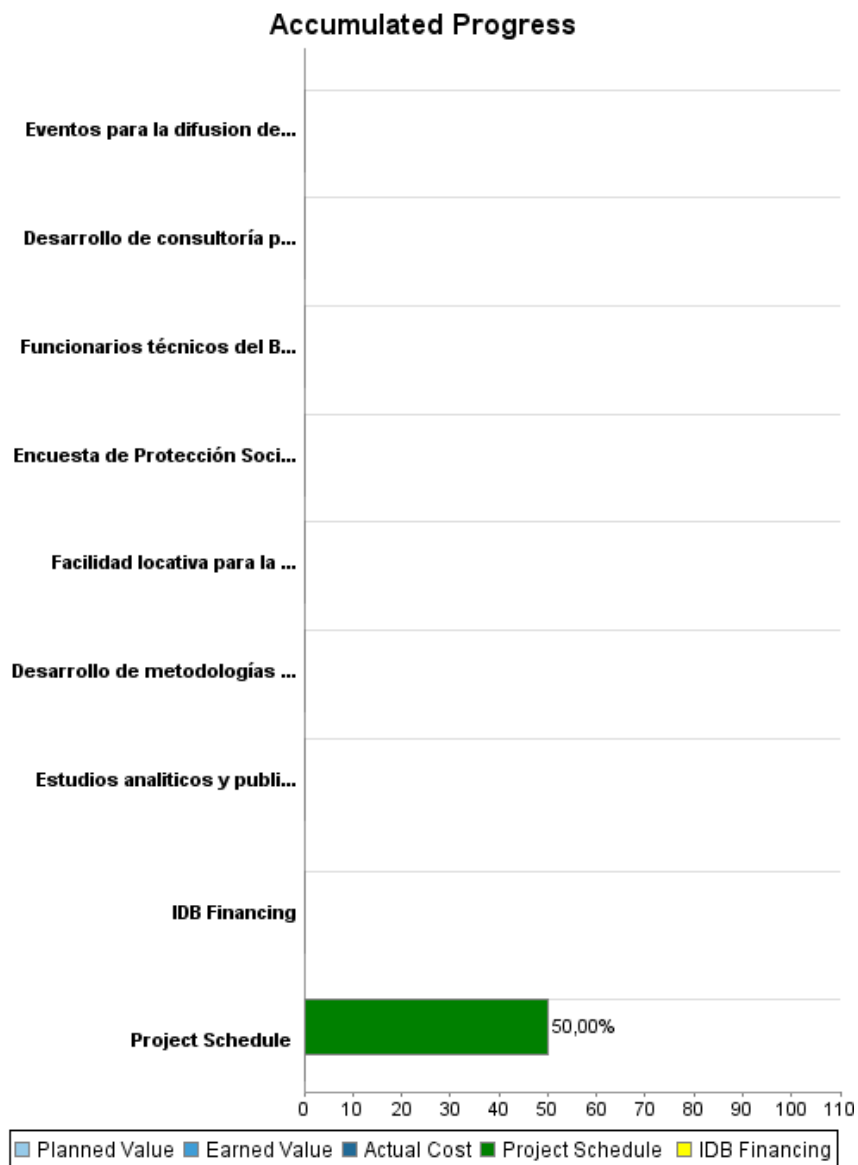 Accumulated Progress
Eventos para la difusion de...
Desarrollo de consultoría p...
Funcionarios técnicos del B...
Encuesta de Protección Soci...
Facilidad locativa para la ...
Desarrollo de metodologías ...
Estudios analiticos y publi...
IDB Financing
Project Schedule
50,00%
0 10 20 30 40 50 60 70 80 90 100 110
Planned Value Earned Value Actual Cost Project Schedule IDB Financing